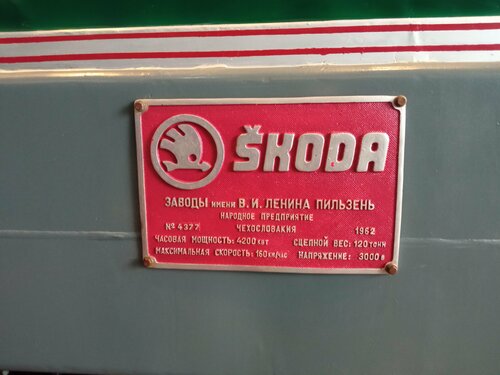 ŠKODA
ЗАВОДЫ ИМЕНИ В.И. ЛЕНИНА ПИЛЬЗЕНЬ
НАРОДНОЕ ПРЕДПРИЯТИЕ
№ 4377 ЧЕХОСЛОВАКИЯ 1962
ЧАСОВАЯ МОЩНОСТЬ: 4200 КВТ СЦЕПНОЙ ВЕС: 120 ТОНН
МАКСИМАЛЬНАЯ СКОРОСТЬ: 160 КМ/ЧАС НАПРЯЖЕНИЕ: 3000 В